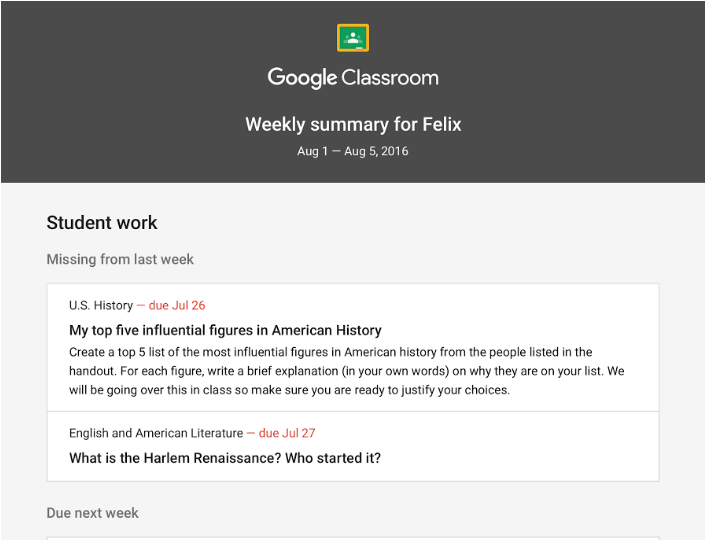 Google Classroom
Weekly summary for Felix
Aug 1 — Aug 5, 2016
Student work
Missing from last week
U.S. History — due Jul 26
My top five influential figures in American History
Create a top 5 list of the most influential figures in American history from the people listed in the
handout. For each figure, write a brief explanation (in your own words) on why they are on your list. We
will be going over this in class so make sure you are ready to justify your choices.
English and American Literature — due Jul 27
What is the Harlem Renaissance? Who started it?
Due next week